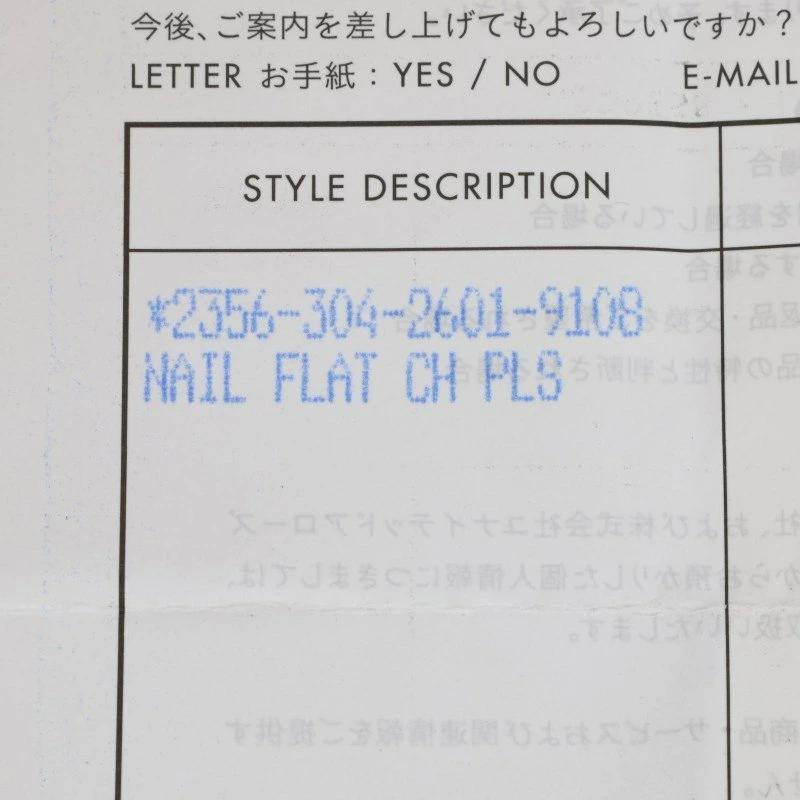 今後、ご案内を差し上げてもよろしいですか？
LETTER お手紙：YES / NO E-MAIL
STYLE DESCRIPTION
*2356-304-2601-9108
NAIL FLAT CH PLS